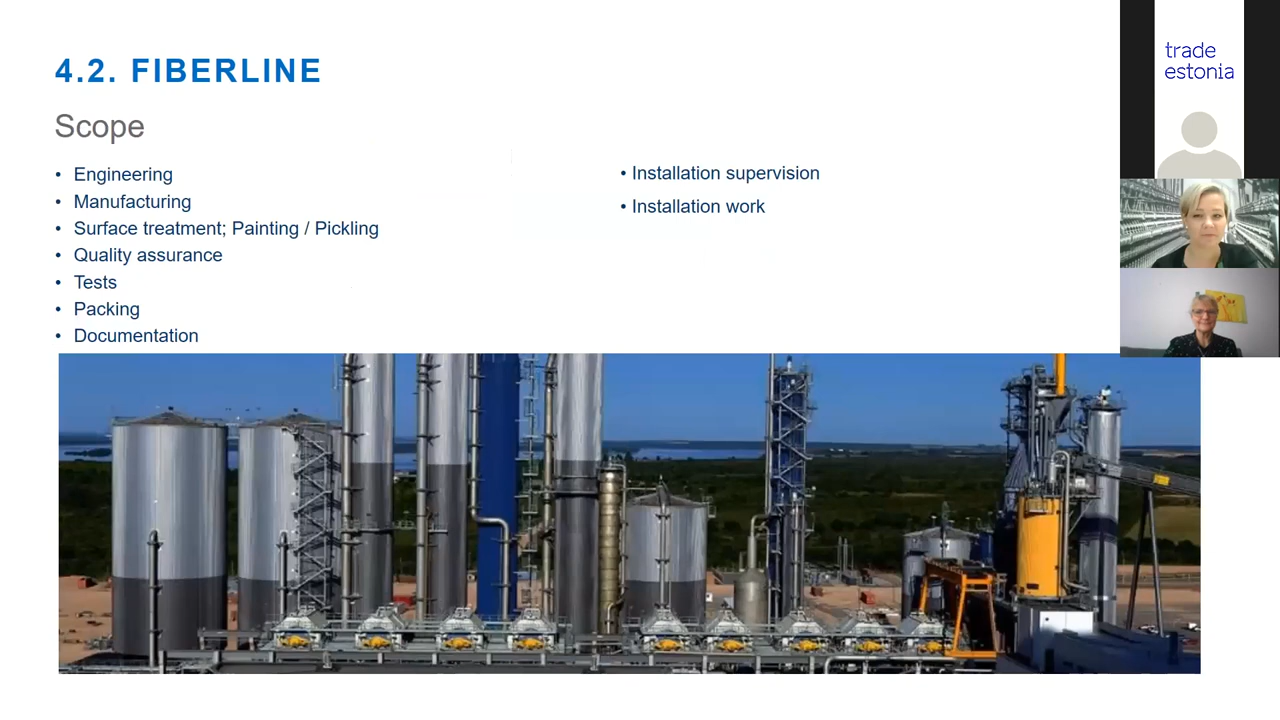 4.2. FIBERLINE
Scope
• Engineering
• Manufacturing
• Surface treatment; Painting / Pickling
• Quality assurance
• Tests
• Packing
• Documentation
• Installation supervision
• Installation work
trade
estonia